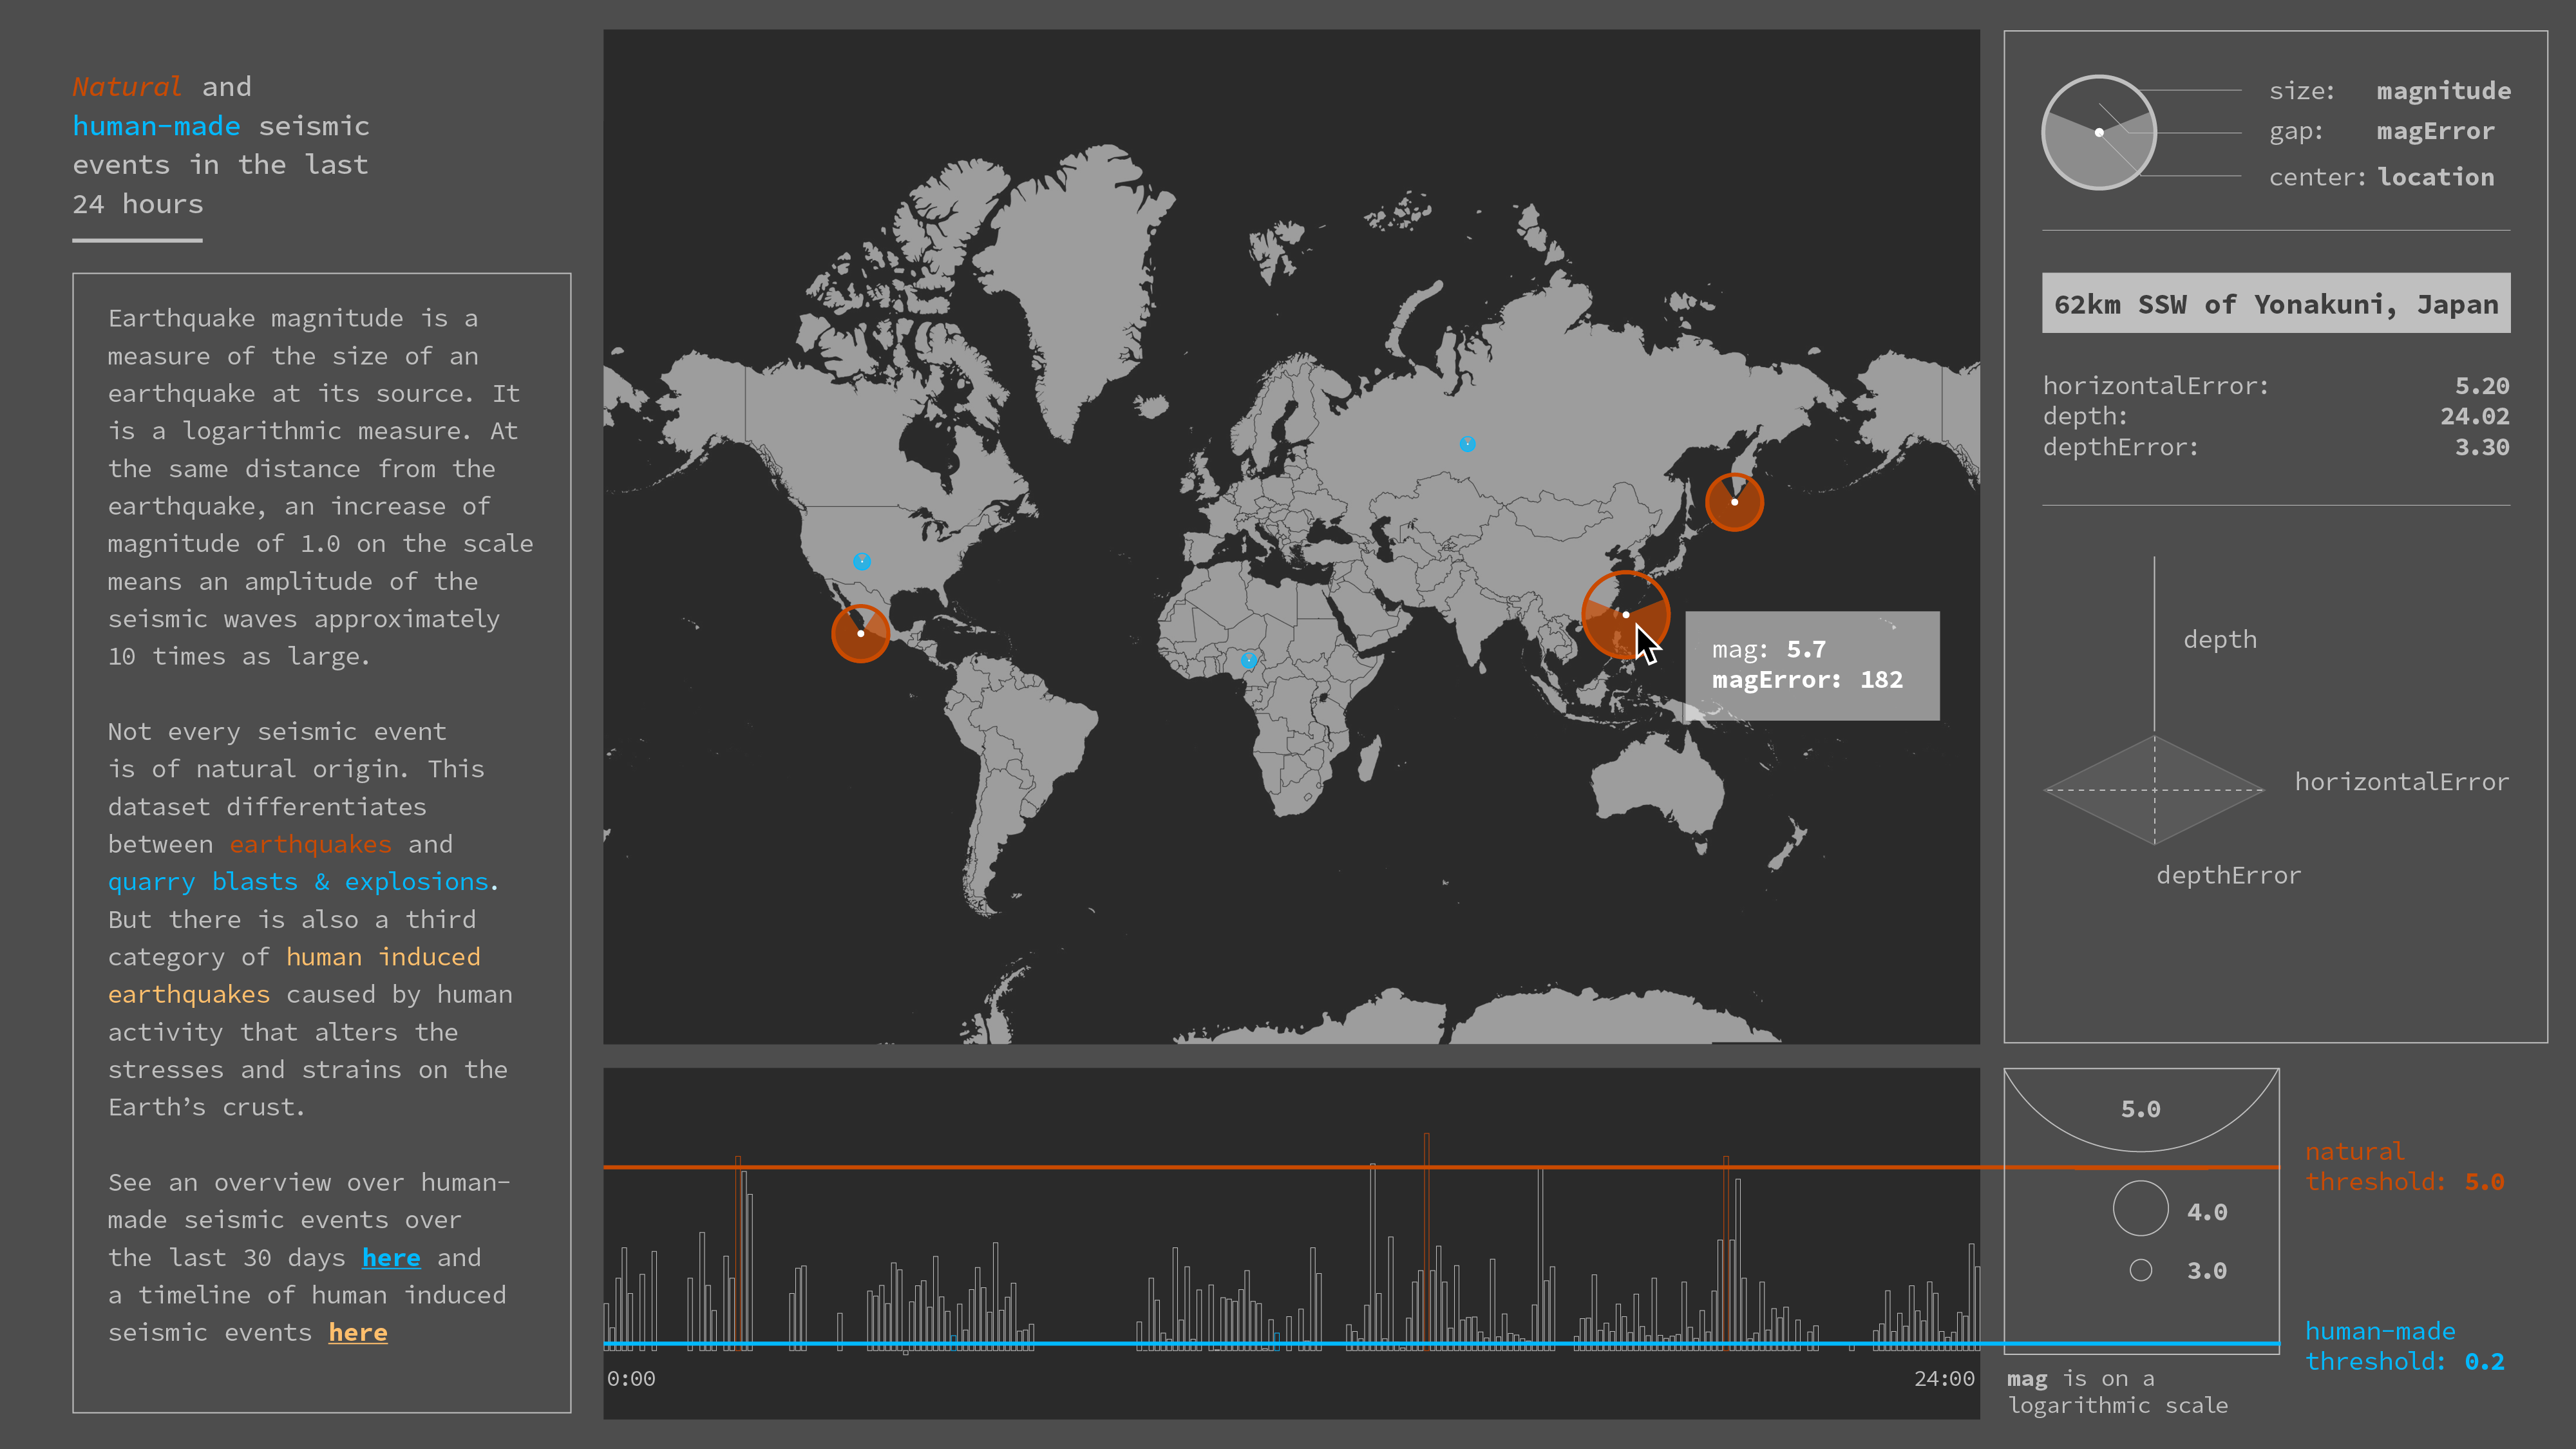 Natural and
human-made seismic
events in the last
24 hours
Earthquake magnitude is a
measure of the size of an
earthquake at its source. It
is a logarithmic measure. At
the same distance from the
earthquake, an increase of
magnitude of 1.0 on the scale
means an amplitude of the
seismic waves approximately
10 times as large.
Not every seismic event
is of natural origin. This
dataset differentiates
between earthquakes and
quarry blasts & explosions.
But there is also a third
category of human induced
earthquakes caused by human
activity that alters the
stresses and strains on the
Earth’s crust.
See an overview over human-
made seismic events over
the last 30 days here and
a timeline of human induced
seismic events here
mag: 5.7
magError: 182
0:00
24:00
size: magnitude
gap: magError
center: location
62km SSW of Yonakuni, Japan
horizontalError: 5.20
depth: 24.02
depthError: 3.30
depth
horizontalError
depthError
5.0
4.0
3.0
natural
threshold: 5.0
human-made
threshold: 0.2
mag is on a
logarithmic scale